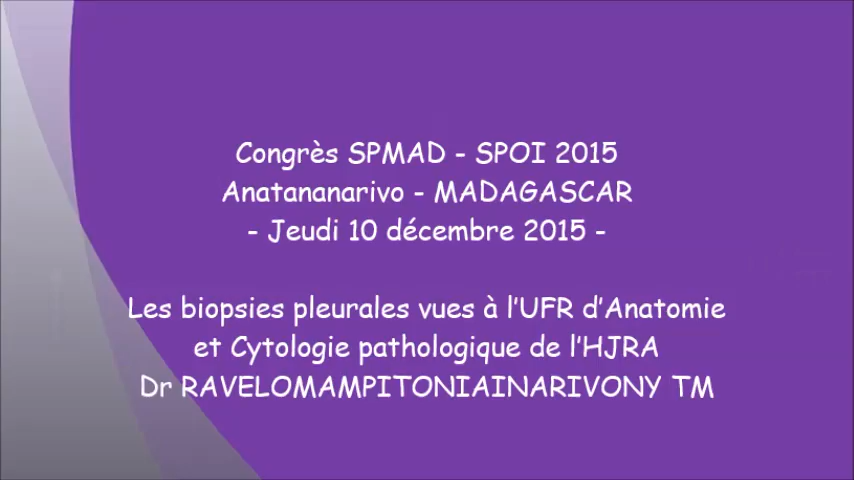 Congrès SPMAD - SPOI 2015
Anatananarivo - MADAGASCAR
- Jeudi 10 décembre 2015 -
Les biopsies pleurales vues à l'UFR d'Anatomie
et Cytologie pathologique de l'HJRA
Dr RAVELOMAMPITONIAINARIVONY TM